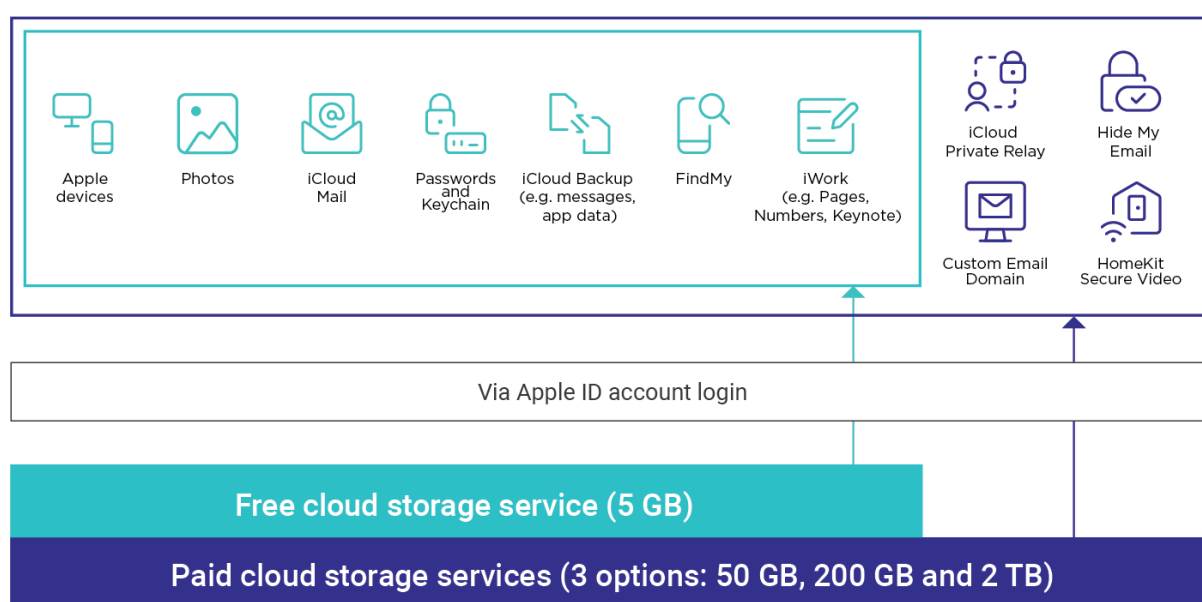 Apple
devices
Photos
iCloud
Mail
Passwords
and
Keychain
iCloud Backup
(e.g. messages,
app data)
FindMy
iWork
(e.g. Pages,
Numbers, Keynote)
iCloud
Private Relay
Hide My
Email
Custom Email
Domain
HomeKit
Secure Video
Via Apple ID account login
Free cloud storage service (5 GB)
Paid cloud storage services (3 options: 50 GB, 200 GB and 2 TB)